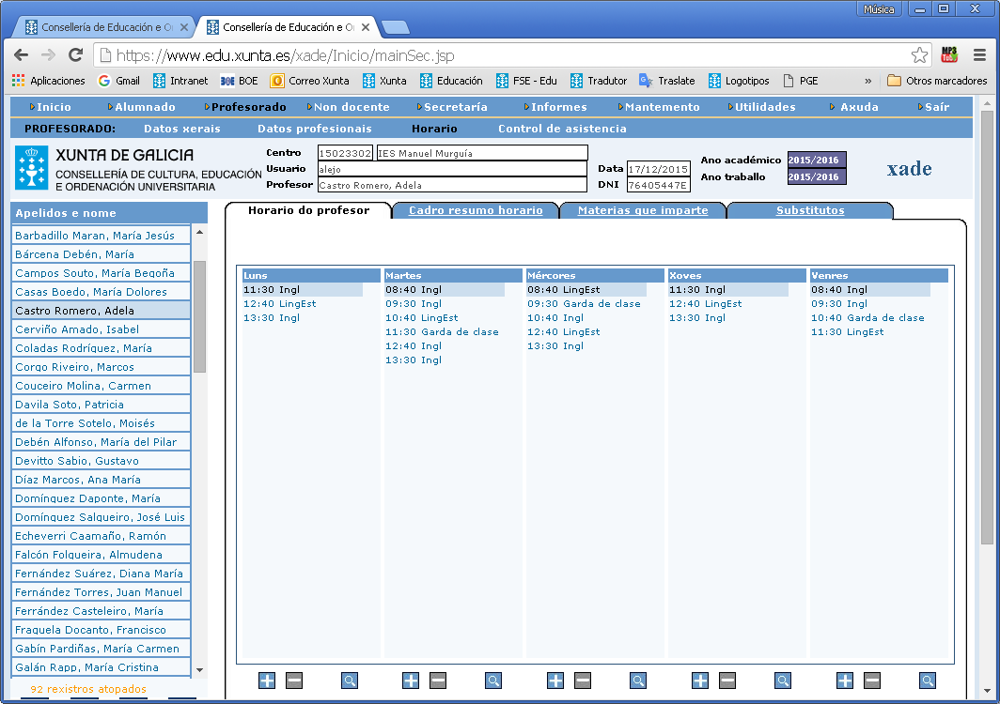 Música
Consellería de Educación e O
Consellería de Educación e O
https://www.edu.xunta.es/xade/Inicio/mainSec.jsp
Aplicaciones Gmail Intranet BOE BOE Correo Xunta Xunta Educación FSE - Edu Tradutor Traslate Logotipos PGE » Otros marcadores
Inicio Alumnado Profesorado Non docente Secretaría Informes Mantemento Utilidades Axuda Saír
PROFESORADO: Datos xerais Datos profesionais Horario Control de asistencia
XUNTA DE GALICIA
CONSELLERÍA DE CULTURA, EDUCACIÓN
E ORDENACIÓN UNIVERSITARIA
Centro 15023302 IES Manuel Murguía
Usuario alejo
Profesor Castro Romero, Adela
Data 17/12/2015
DNI 76405447E
Ano académico 2015/2016
Ano traballo 2015/2016
xade
Apelidos e nome
Barbadillo Maran, María Jesús
Bárcena Debén, María
Campos Souto, María Begoña
Casas Boedo, María Dolores
Castro Romero, Adela
Cerviño Amado, Isabel
Coladas Rodríguez, María
Corgo Riveiro, Marcos
Couceiro Molina, Carmen
Davila Soto, Patricia
de la Torre Sotelo, Moisés
Debén Alfonso, María del Pilar
Devitto Sabio, Gustavo
Díaz Marcos, Ana María
Domínguez Daponte, María
Domínguez Salgueiro, José Luis
Echeverri Caamaño, Ramón
Falcón Folgueira, Almudena
Fernández Suárez, Diana María
Fernández Torres, Juan Manuel
Ferrández Casteleiro, María
Fraguela Docanto, Francisco
Gabín Pardiñas, María Carmen
Galán Rapp, María Cristina
92 rexistros atopados
Horario do profesor Cadro resumo horario Materias que imparte Substitutos
Luns
11:30 Ingl
12:40 LingEst
13:30 Ingl
Martes
08:40 Ingl
09:30 Ingl
10:40 LingEst
11:30 Garda de clase
12:40 Ingl
13:30 Ingl
Mércores
08:40 LingEst
09:30 Garda de clase
10:40 Ingl
12:40 LingEst
13:30 Ingl
Xoves
11:30 Ingl
12:40 LingEst
13:30 Ingl
Venres
08:40 Ingl
09:30 Ingl
10:40 Garda de clase
11:30 LingEst